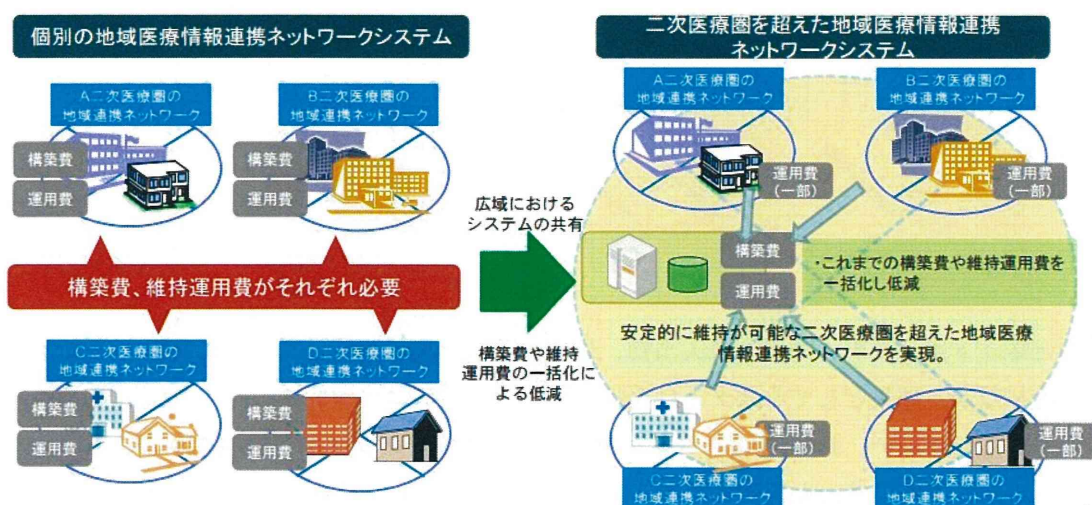 個別の地域医療情報連携ネットワークシステム
A二次医療圏の
地域連携ネットワーク
構築費
運用費
B二次医療圏の
地域連携ネットワーク
構築費
運用費
構築費、維持運用費がそれぞれ必要
C二次医療圏の
地域連携ネットワーク
構築費
運用費
D二次医療圏の
地域連携ネットワーク
構築費
運用費
広域における
システムの共有
構築費や維持
運用費の一括化に
よる低減
二次医療圏を超えた地域医療情報連携
ネットワークシステム
A二次医療圏の
地域連携ネットワーク
運用費
(一部)
B二次医療圏の
地域連携ネットワーク
運用費
(一部)
構築費
運用費
・これまでの構築費や維持運用費を
一括化し低減
安定的に維持が可能な二次医療圏を超えた地域医療
情報連携ネットワークを実現。
運用費
(一部)
C二次医療圏の
地域連携ネットワーク
運用費
(一部)
D二次医療圏の
地域連携ネットワーク